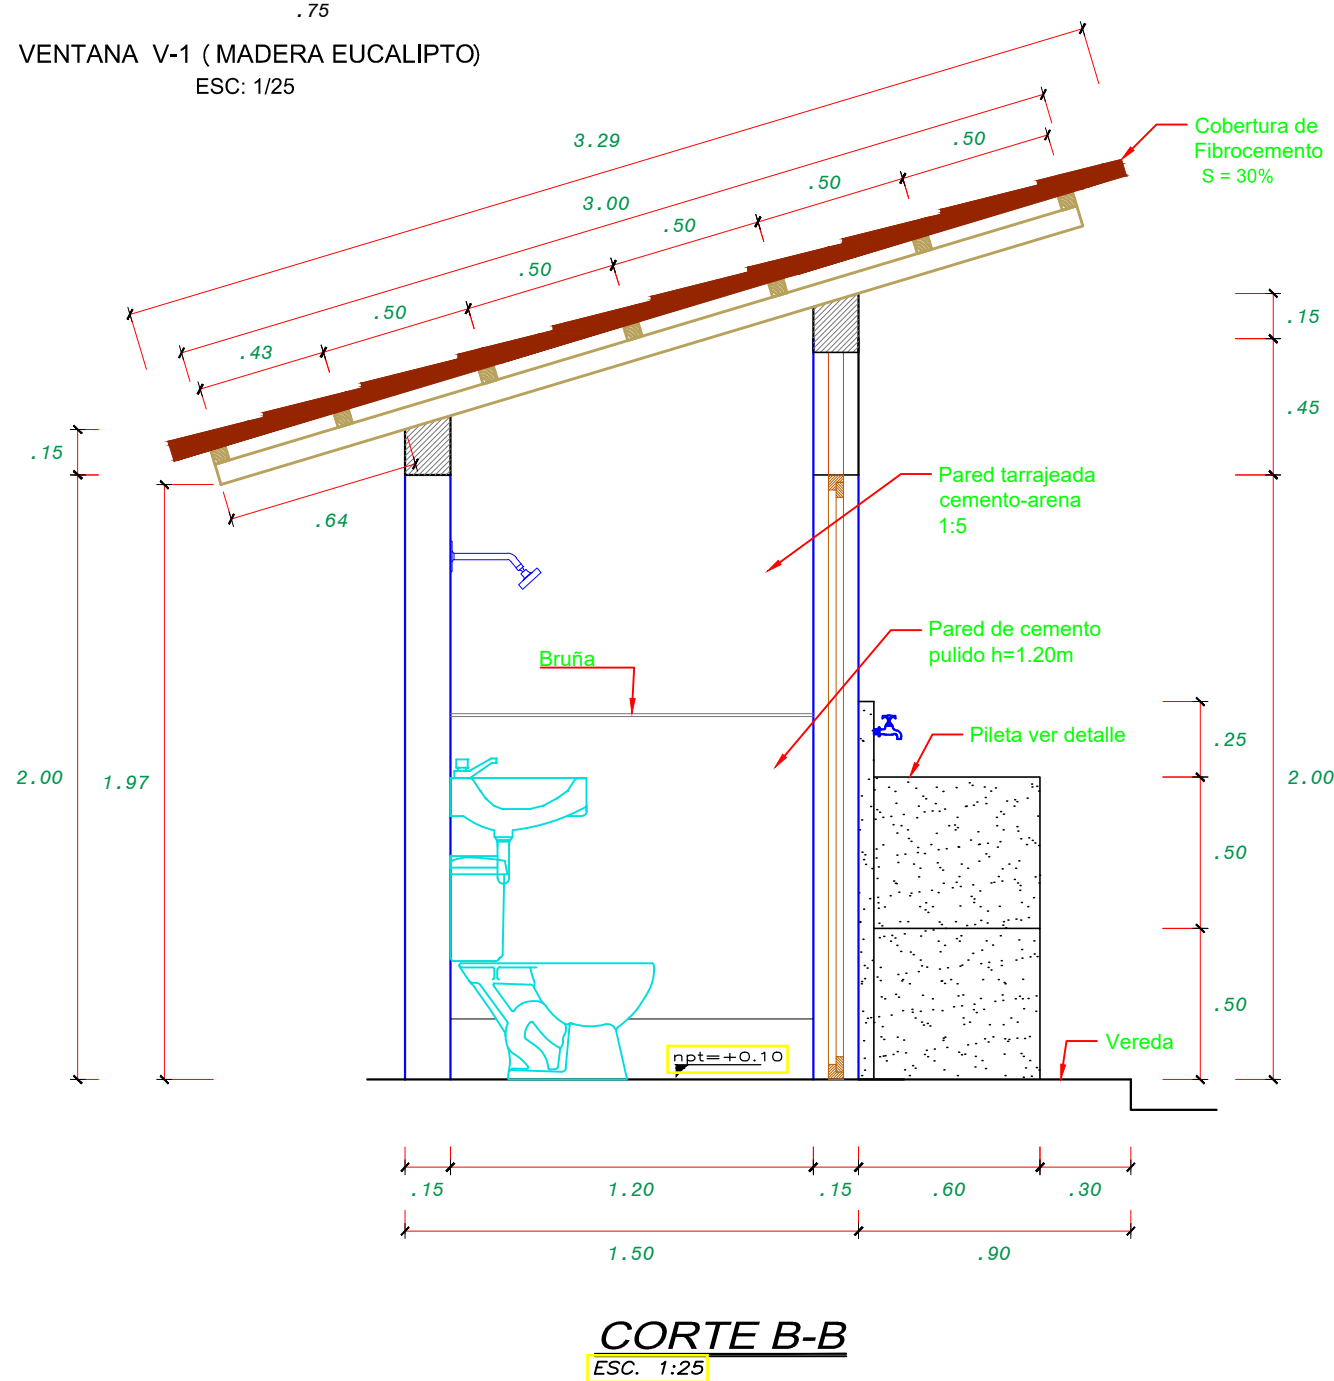 .75
VENTANA V-1 ( MADERA EUCALIPTO)
ESC: 1/25
3.29
3.00
.50
.50
.50
.50
.50
.43
Cobertura de
Fibrocemento
S = 30%
.15
.64
2.00
1.97
.15
.45
2.00
Pared tarrajeada
cemento-arena
1:5
Pared de cemento
pulido h=1.20m
Bruña
Pileta ver detalle
.25
.50
.50
Vereda
npt=+0.10
.15
1.20
.15
.60
.30
1.50
.90
CORTE B-B
ESC. 1:25